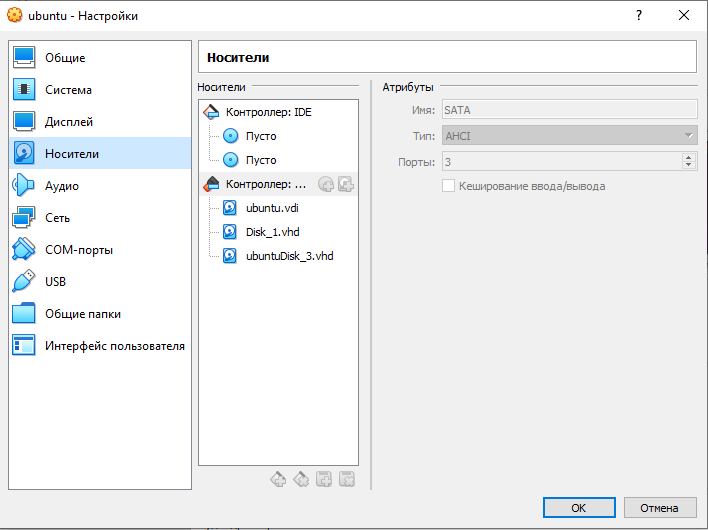 ubuntu - Настройки
?
Общие
Система
Дисплей
Носители
Аудио
Сеть
COM-порты
USB
Общие папки
Интерфейс пользователя
Носители
Носители
Контроллер: IDE
Пусто
Пусто
Контроллер: ...
ubuntu.vdi
Disk_1.vhd
ubuntuDisk_3.vhd
Атрибуты
Имя: SATA
Тип: AHCI
Порты: 3
Кеширование ввода/вывода
OK
Отмена